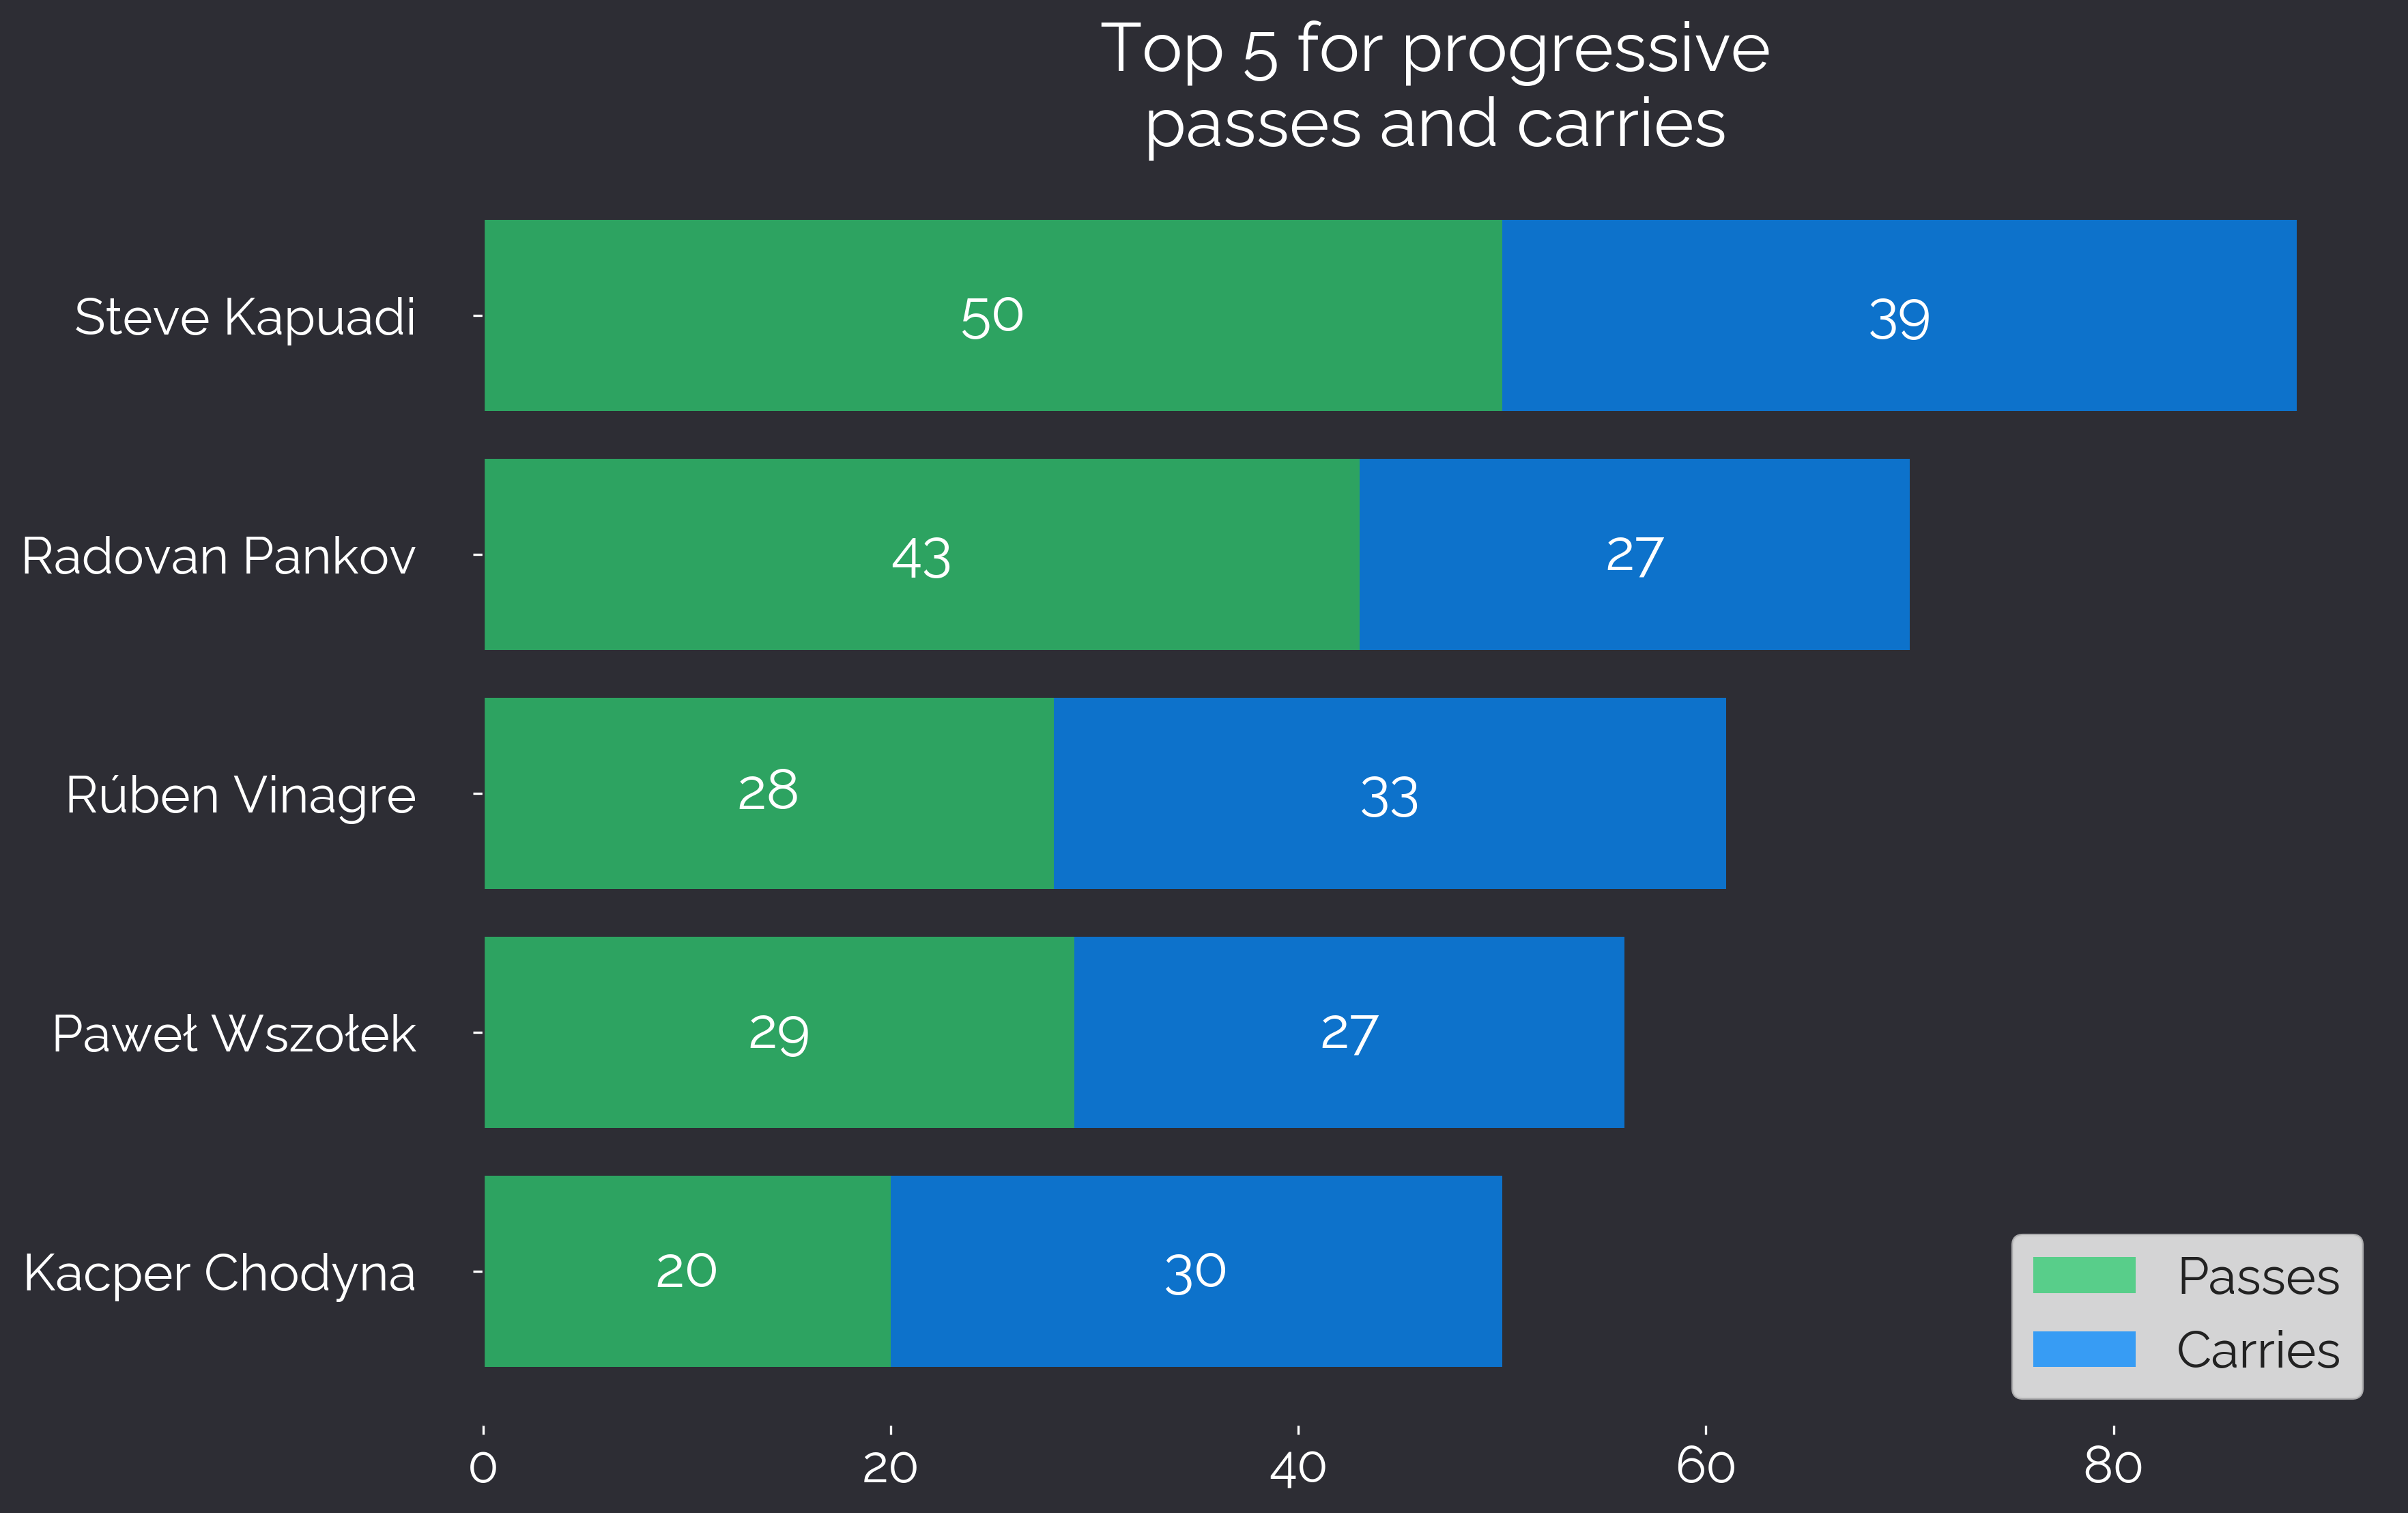 Top 5 for progressive
passes and carries
Steve Kapuadi
50
39
Radovan Pankov
43
27
Rúben Vinagre
28
33
Paweł Wszołek
29
27
Kacper Chodyna
20
30
Passes
Carries
0
20
40
60
80